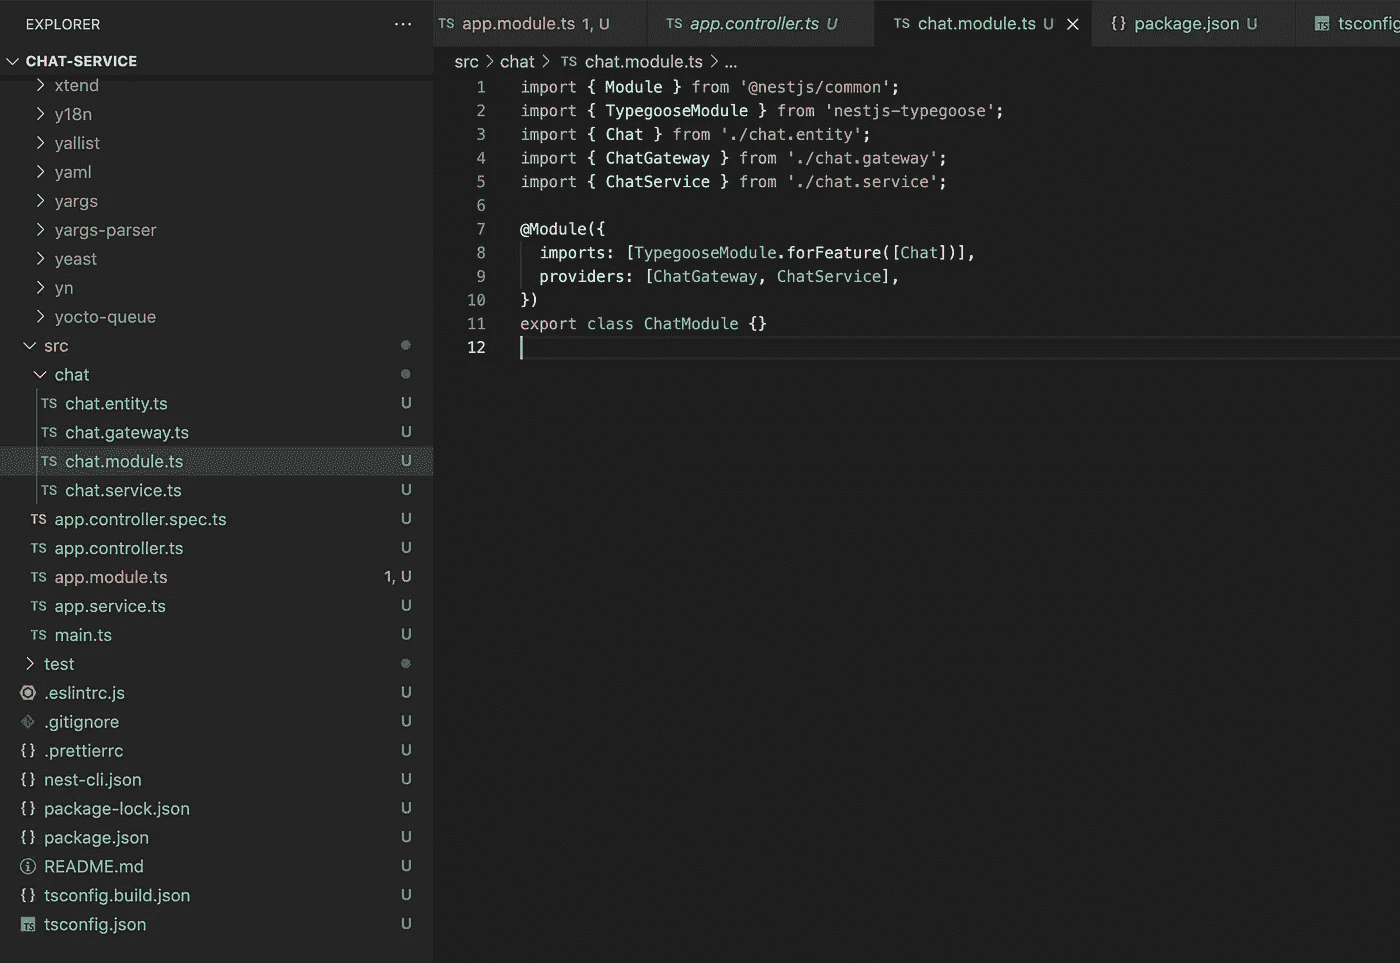 EXPLORER ...
CHAT-SERVICE
xtend
y18n
yallist
yaml
yargs
yargs-parser
yeast
yn
yocto-queue
src
chat
TS chat.entity.ts U
TS chat.gateway.ts U
TS chat.module.ts U
TS chat.service.ts U
TS app.controller.spec.ts U
TS app.controller.ts U
TS app.module.ts 1, U
TS app.service.ts U
TS main.ts U
test
.eslintrc.js U
.gitignore U
{} .prettierrc U
{} nest-cli.json U
{} package-lock.json U
{} package.json U
README.md U
{} tsconfig.build.json U
TS tsconfig.json U
TS app.module.ts 1, U TS app.controller.ts U TS chat.module.ts U {} package.json U TS tsconfig
src > chat > TS chat.module.ts > ...
1 import { Module } from '@nestjs/common';
2 import { TypegooseModule } from 'nestjs-typegoose';
3 import { Chat } from './chat.entity';
4 import { ChatGateway } from './chat.gateway';
5 import { ChatService } from './chat.service';
6
7 @Module({
8 imports: [TypegooseModule.forFeature([Chat])],
9 providers: [ChatGateway, ChatService],
10 })
11 export class ChatModule {}
12